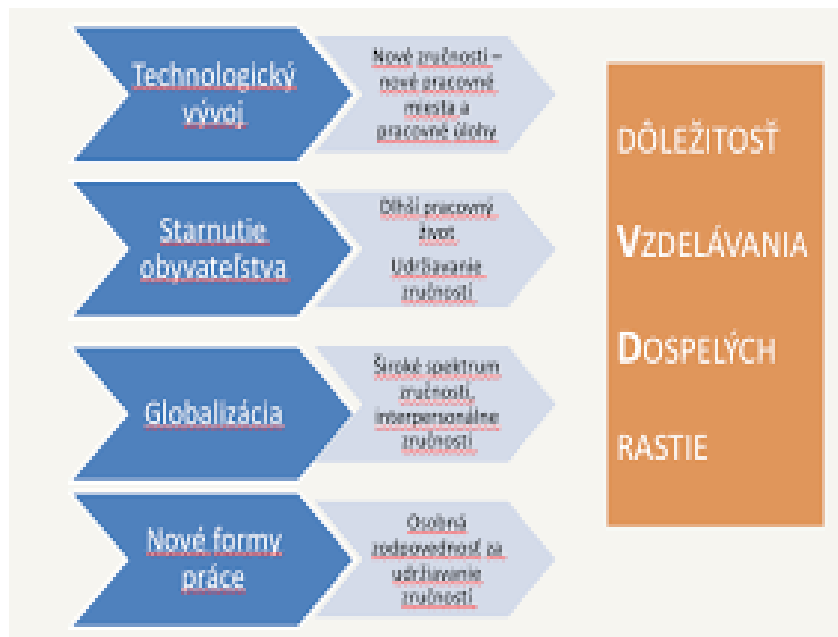 Technologický
vývoj
Nové zručnosti –
nové pracovné
miesta a
pracovné úlohy
Starnutie
obyvateľstva
Dlhší pracovný
život
Udržiavanie
zručností
Globalizácia
Široké spektrum
zručností,
interpersonálne
zručnosti
Nové formy
práce
Osobná
zodpovednosť za
udržiavanie
zručností
DÔLEŽITOSŤ
VZDELÁVANIA
DOSPELÝCH
RASTIE